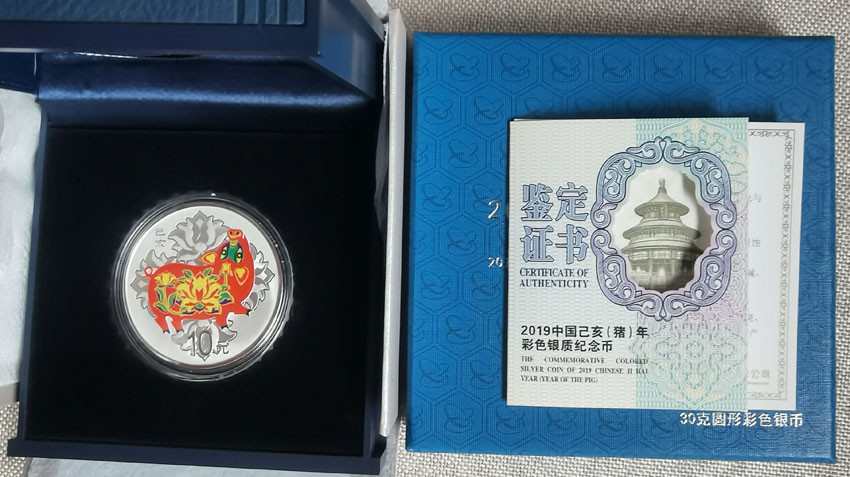 己
亥
10元
鉴定
证书
CERTIFICATE OF
AUTHENTICITY
2019中国己亥(猪)年
彩色银质纪念币
THE COMMEMORATIVE COLORED
SILVER COIN OF 2019 CHINESE JI HAI
YEAR (YEAR OF THE PIG)
公司
30克圆形彩色银币